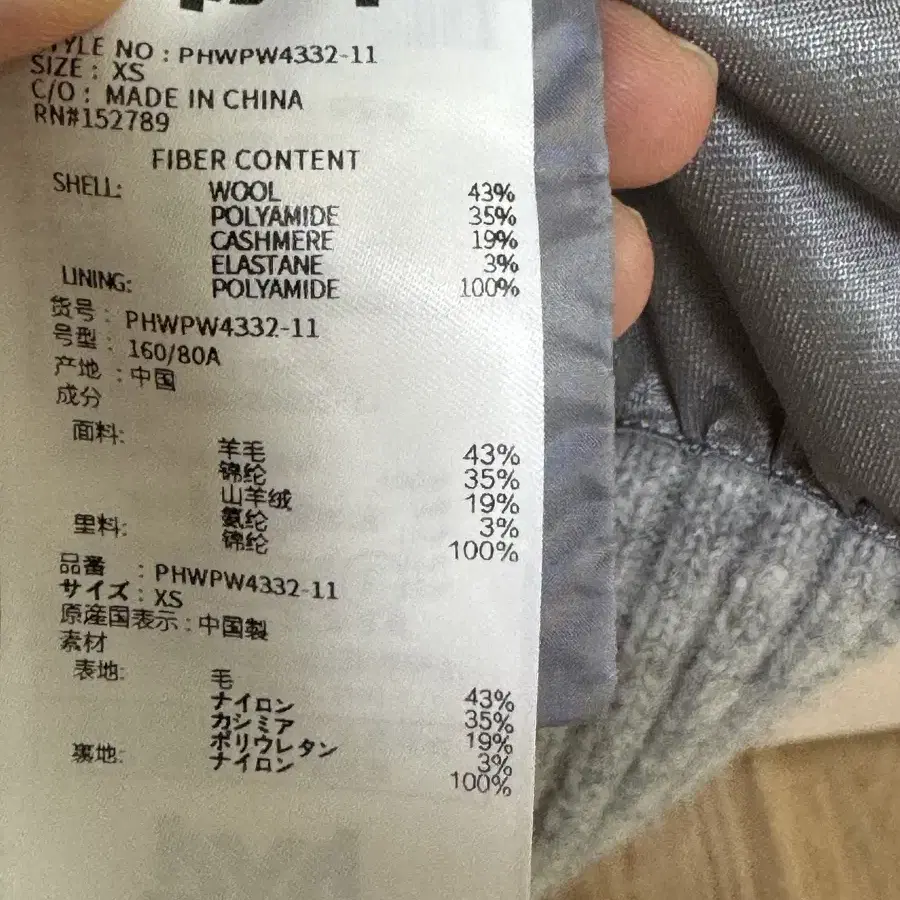 STYLE NO : PHWPW4332-11
SIZE : XS
C/O : MADE IN CHINA
RN#152789
FIBER CONTENT
SHELL: WOOL 43%
POLYAMIDE 35%
CASHMERE 19%
ELASTANE 3%
LINING: POLYAMIDE 100%
货号 : PHWPW4332-11
号型 : 160/80A
产地 : 中国
成分
面料: 羊毛 43%
锦纶 35%
山羊绒 19%
氨纶 3%
里料: 锦纶 100%
品番 : PHWPW4332-11
サイズ : XS
原産国表示 : 中国製
素材
表地: 毛 43%
ナイロン 35%
カシミア 19%
ポリウレタン 3%
裏地: ナイロン 100%